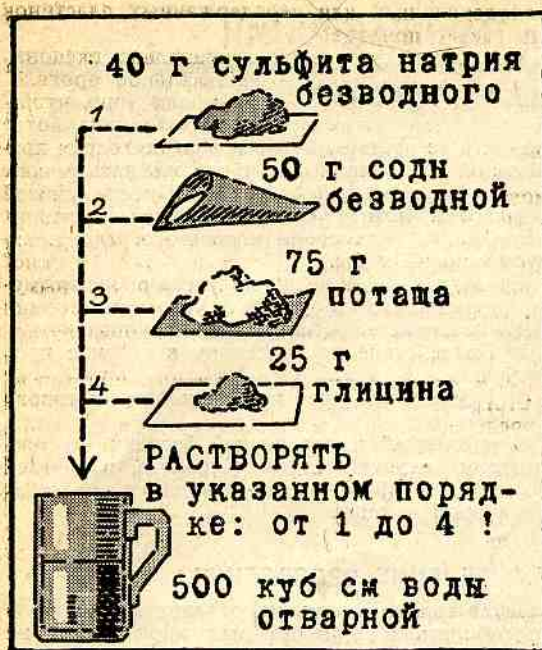 40 г сульфита натрия
безводного
1
50 г соды
безводной
2
75 г
поташа
3
25 г
глицина
4
РАСТВОРЯТЬ
в указанном поряд-
ке: от 1 до 4 !
500 куб см воды
отварной